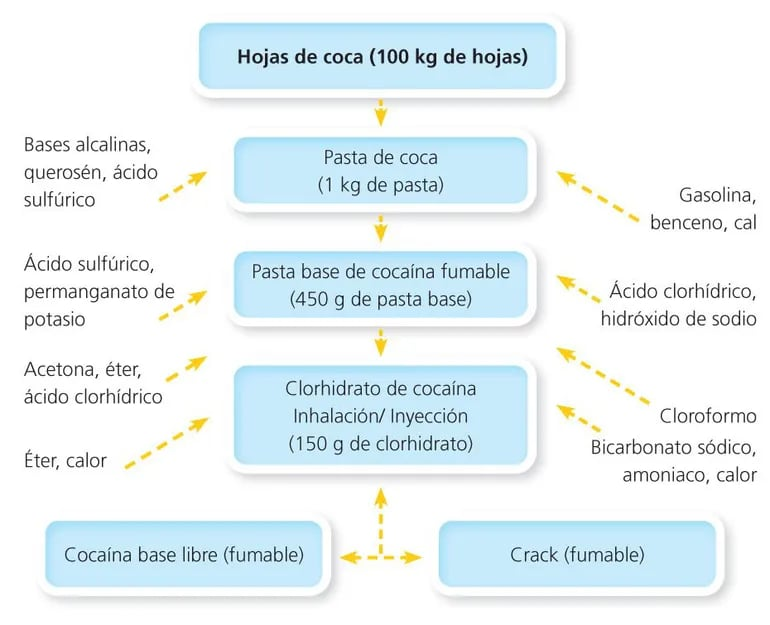 Hojas de coca (100 kg de hojas)
Bases alcalinas,
querosén, ácido
sulfúrico
Pasta de coca
(1 kg de pasta)
Gasolina,
benceno, cal
Ácido sulfúrico,
permanganato de
potasio
Pasta base de cocaína fumable
(450 g de pasta base)
Ácido clorhídrico,
hidróxido de sodio
Acetona, éter,
ácido clorhídrico
Clorhidrato de cocaína
Inhalación/ Inyección
(150 g de clorhidrato)
Cloroformo
Éter, calor
Bicarbonato sódico,
amoniaco, calor
Cocaína base libre (fumable)
Crack (fumable)